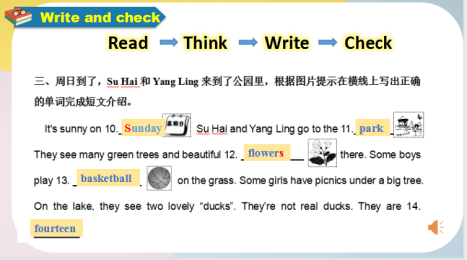 Write and check
Read → Think → Write → Check
三、周日到了，Su Hai 和 Yang Ling 来到了公园里，根据图片提示在横线上写出正确
的单词完成短文介绍。
It's sunny on 10. Sunday 星期日 Su Hai and Yang Ling go to the 11. park
They see many green trees and beautiful 12. flowers there. Some boys
play 13. basketball on the grass. Some girls have picnics under a big tree.
On the lake, they see two lovely "ducks". They're not real ducks. They are 14.
fourteen